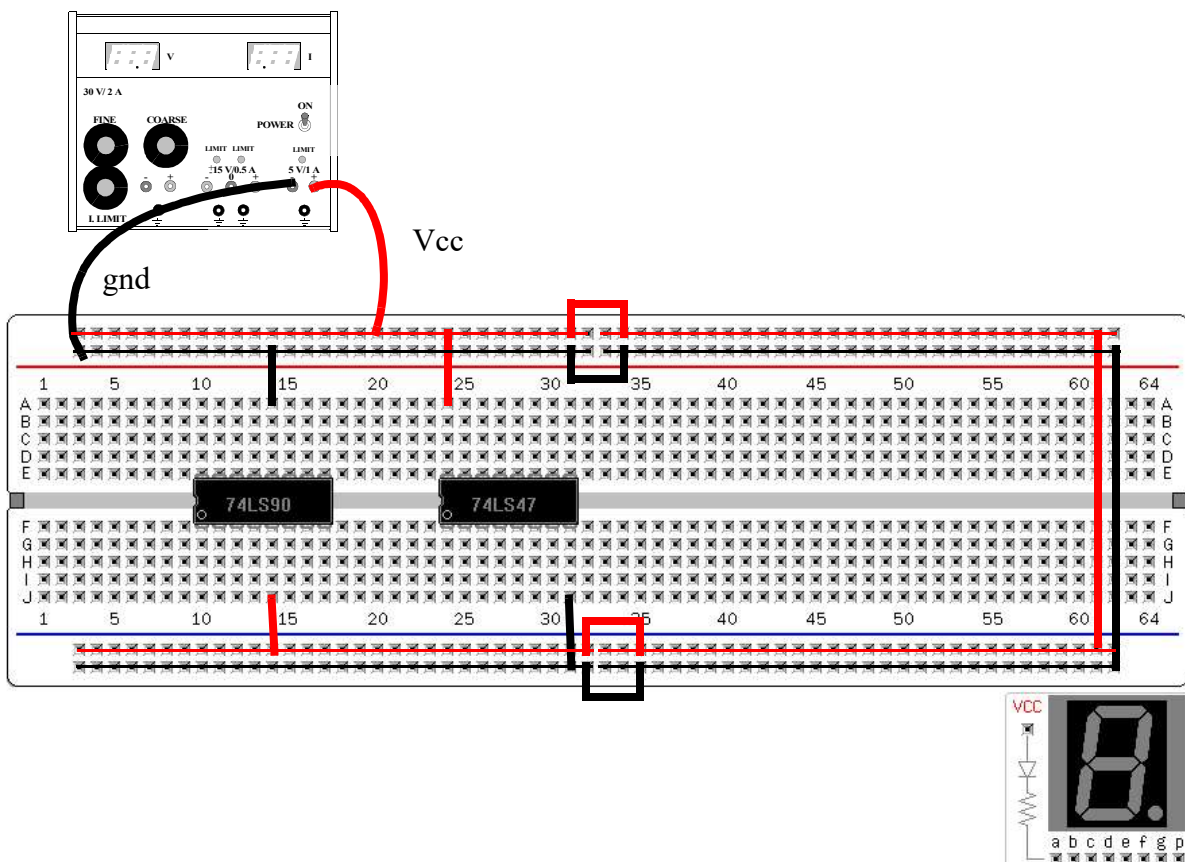 V I
30 V/ 2 A
ON
FINE COARSE
POWER
LIMIT LIMIT LIMIT
±15 V/0.5 A 5 V/1 A
- + - 0 + - +
I. LIMIT
Vcc
gnd
1 5 10 15 20 25 30 35 40 45 50 55 60 64
A A
B B
C C
D D
E E
74LS90 74LS47
F F
G G
H H
I I
J J
1 5 10 15 20 25 30 35 40 45 50 55 60 64
VCC
a b c d e f g p